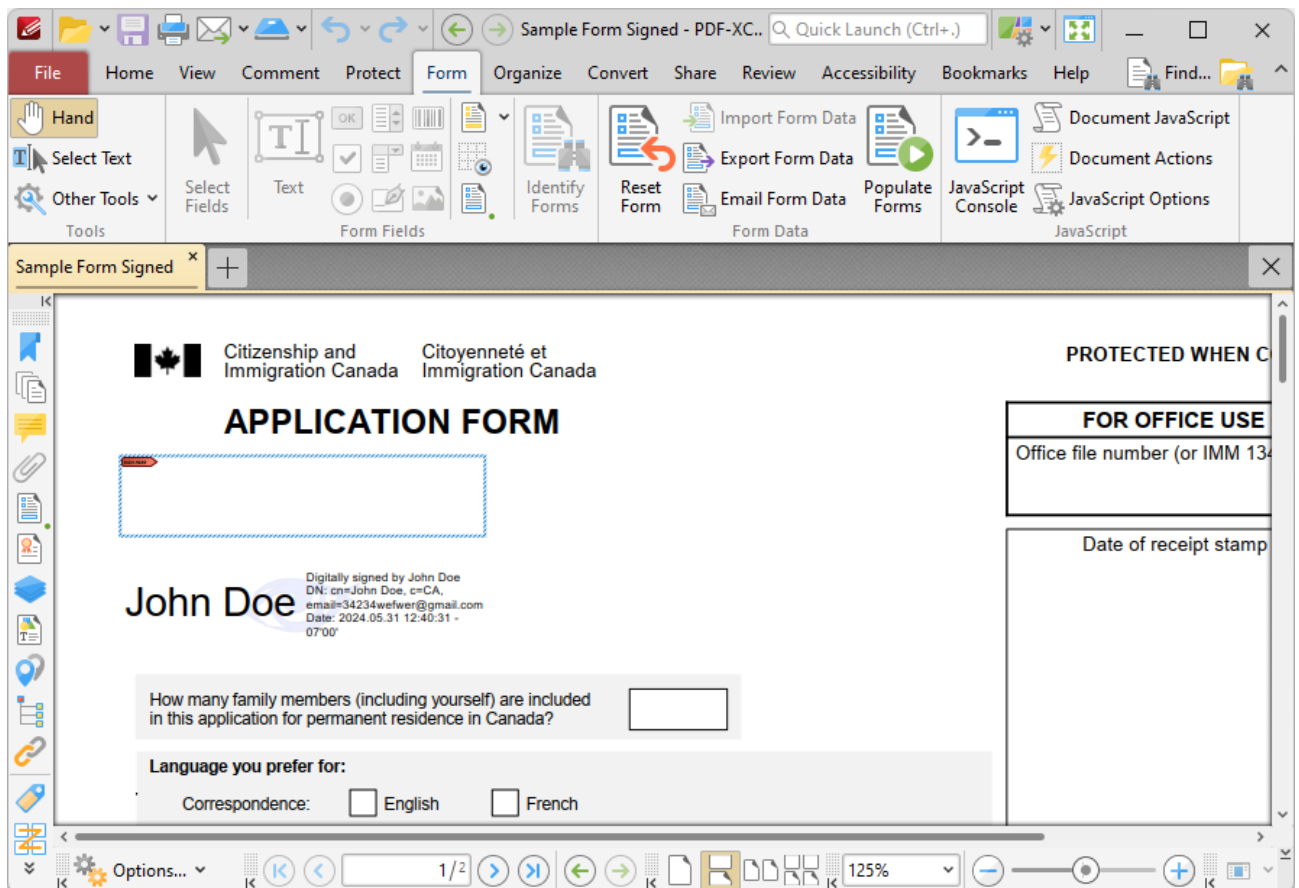 Sample Form Signed - PDF-XC..
Quick Launch (Ctrl+.)
File Home View Comment Protect Form Organize Convert Share Review Accessibility Bookmarks Help Find...
Hand
Select Text
Other Tools
Tools
Select Fields
Text
OK
Identify Forms
Form Fields
Reset Form
Import Form Data
Export Form Data
Email Form Data
Populate Forms
Form Data
JavaScript Console
Document JavaScript
Document Actions
JavaScript Options
JavaScript
Sample Form Signed
Citizenship and
Immigration Canada
Citoyenneté et
Immigration Canada
PROTECTED WHEN C
APPLICATION FORM
FOR OFFICE USE
Office file number (or IMM 134
Date of receipt stamp
John Doe
Digitally signed by John Doe
DN: cn=John Doe, c=CA,
email=34234wefwer@gmail.com
Date: 2024.05.31 12:40:31 -
07'00'
How many family members (including yourself) are included
in this application for permanent residence in Canada?
Language you prefer for:
Correspondence: English French
Options... 1/2 125%